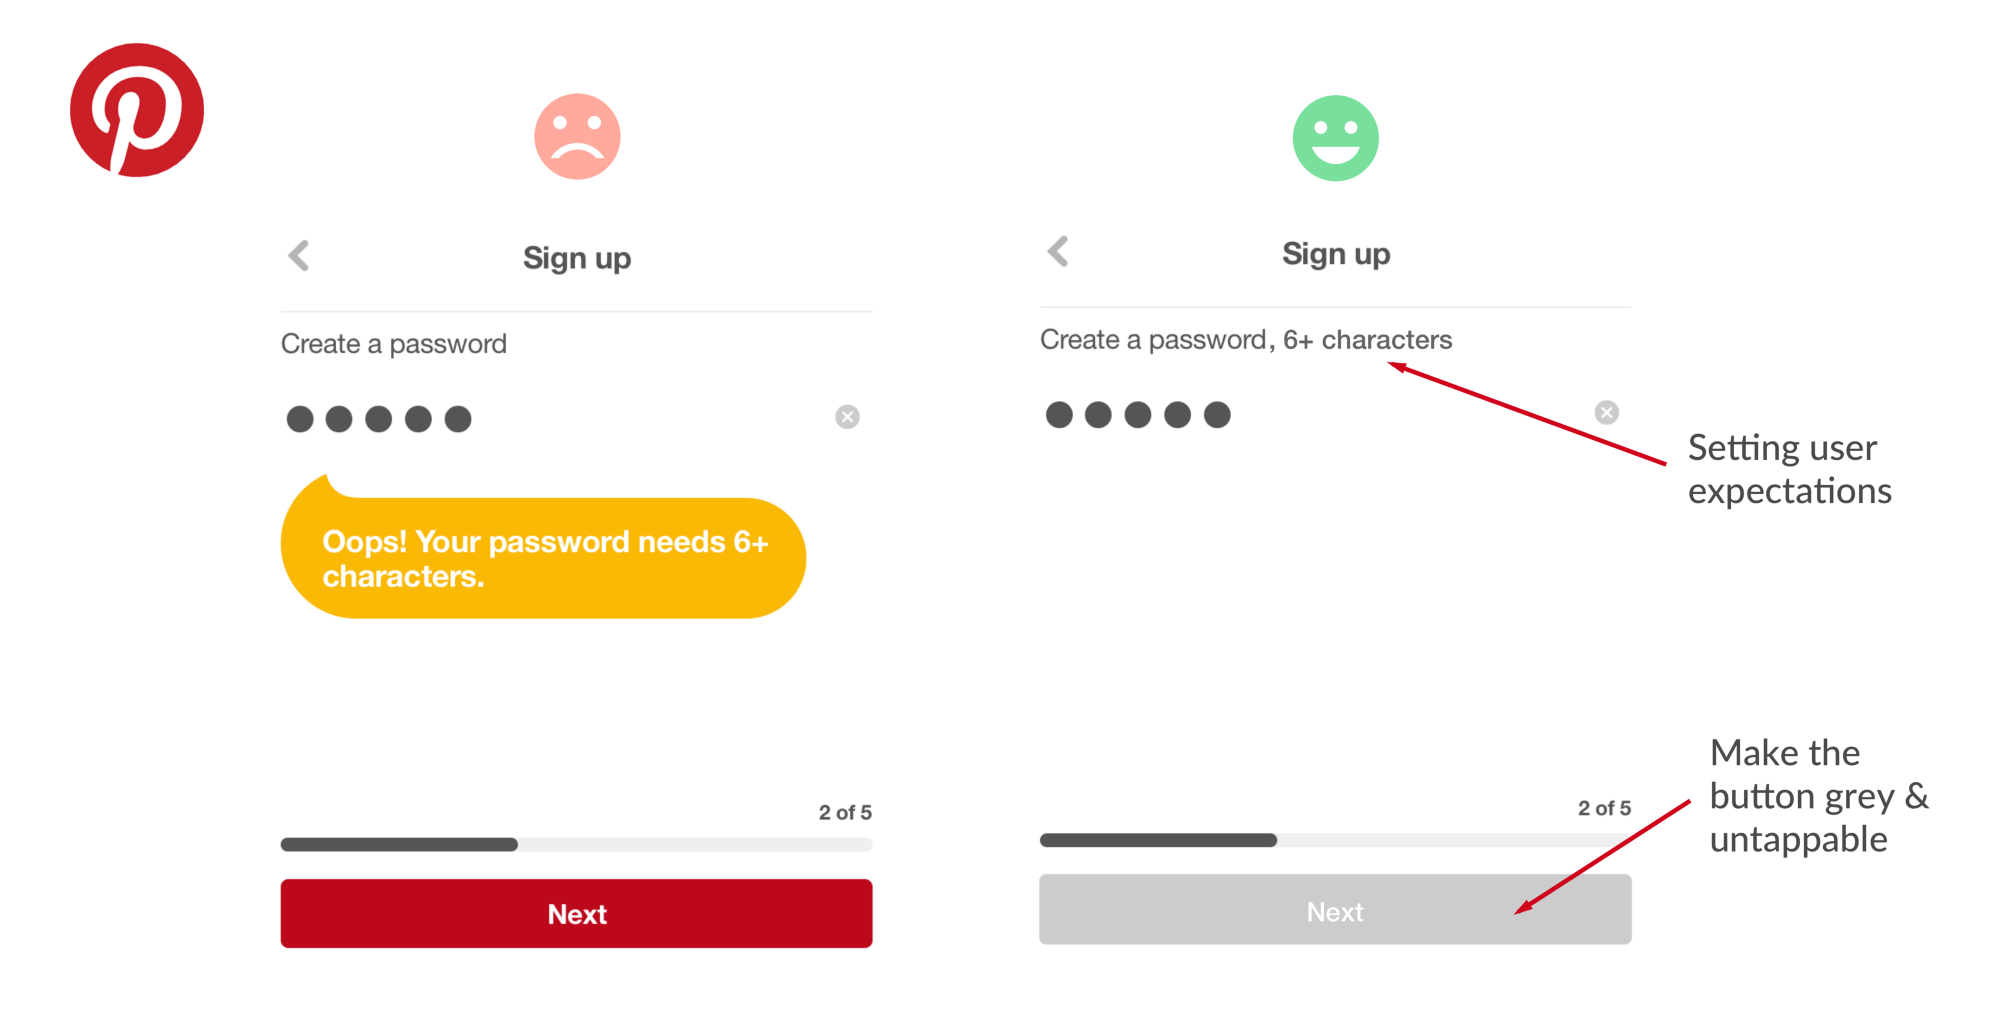 Sign up
Create a password
Oops! Your password needs 6+
characters.
2 of 5
Next
Sign up
Create a password, 6+ characters
Setting user
expectations
2 of 5
Make the
button grey &
untappable
Next